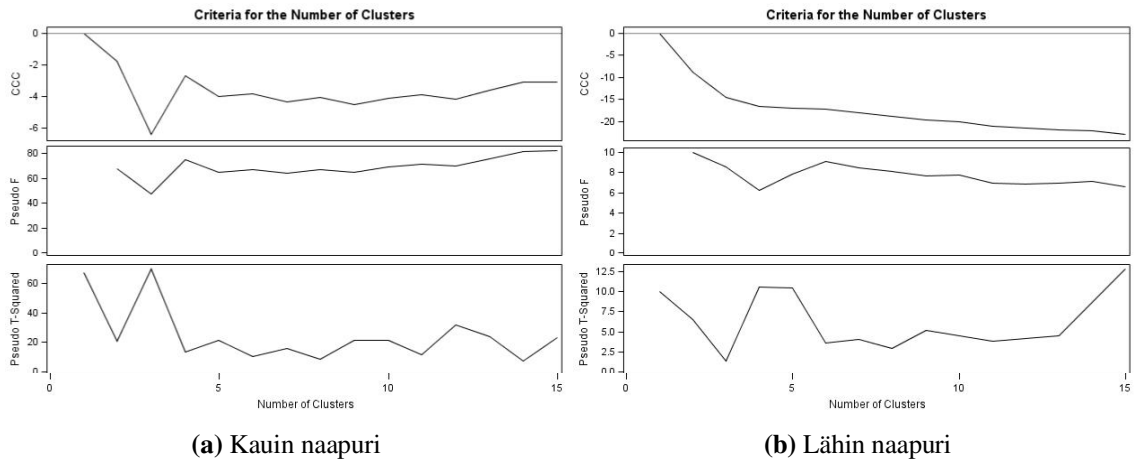 Criteria for the Number of Clusters
0
-2
-4
-6
CCC
80
60
40
20
0
Pseudo F
60
40
20
0
Pseudo T-Squared
0 5 10 15
Number of Clusters
(a) Kauin naapuri
Criteria for the Number of Clusters
0
-5
-10
-15
-20
CCC
10
8
6
4
2
0
Pseudo F
12.5
10.0
7.5
5.0
2.5
0.0
Pseudo T-Squared
0 5 10 15
Number of Clusters
(b) Lähin naapuri